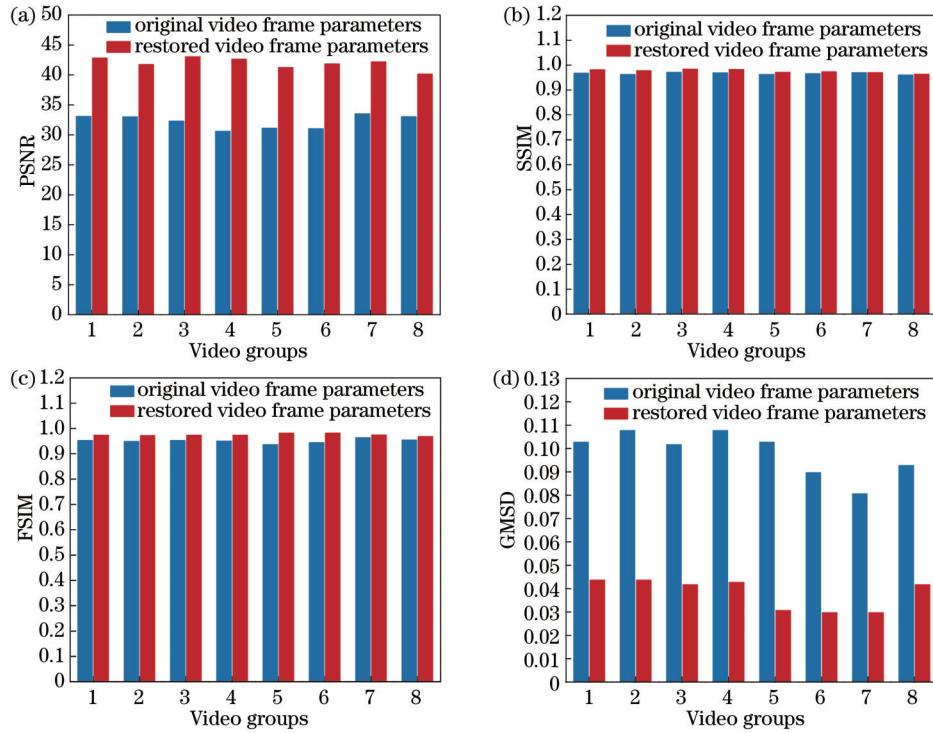 (a)
50
45
40
35
30
25
20
15
10
5
0
PSNR
original video frame parameters
restored video frame parameters
1 2 3 4 5 6 7 8
Video groups
(b)
1.2
1.1
1.0
0.9
0.8
0.7
0.6
0.5
0.4
0.3
0.2
0.1
0
SSIM
original video frame parameters
restored video frame parameters
1 2 3 4 5 6 7 8
Video groups
(c)
1.2
1.1
1.0
0.9
0.8
0.7
0.6
0.5
0.4
0.3
0.2
0.1
0
FSIM
original video frame parameters
restored video frame parameters
1 2 3 4 5 6 7 8
Video groups
(d)
0.13
0.12
0.11
0.10
0.09
0.08
0.07
0.06
0.05
0.04
0.03
0.02
0.01
0
GMSD
original video frame parameters
restored video frame parameters
1 2 3 4 5 6 7 8
Video groups